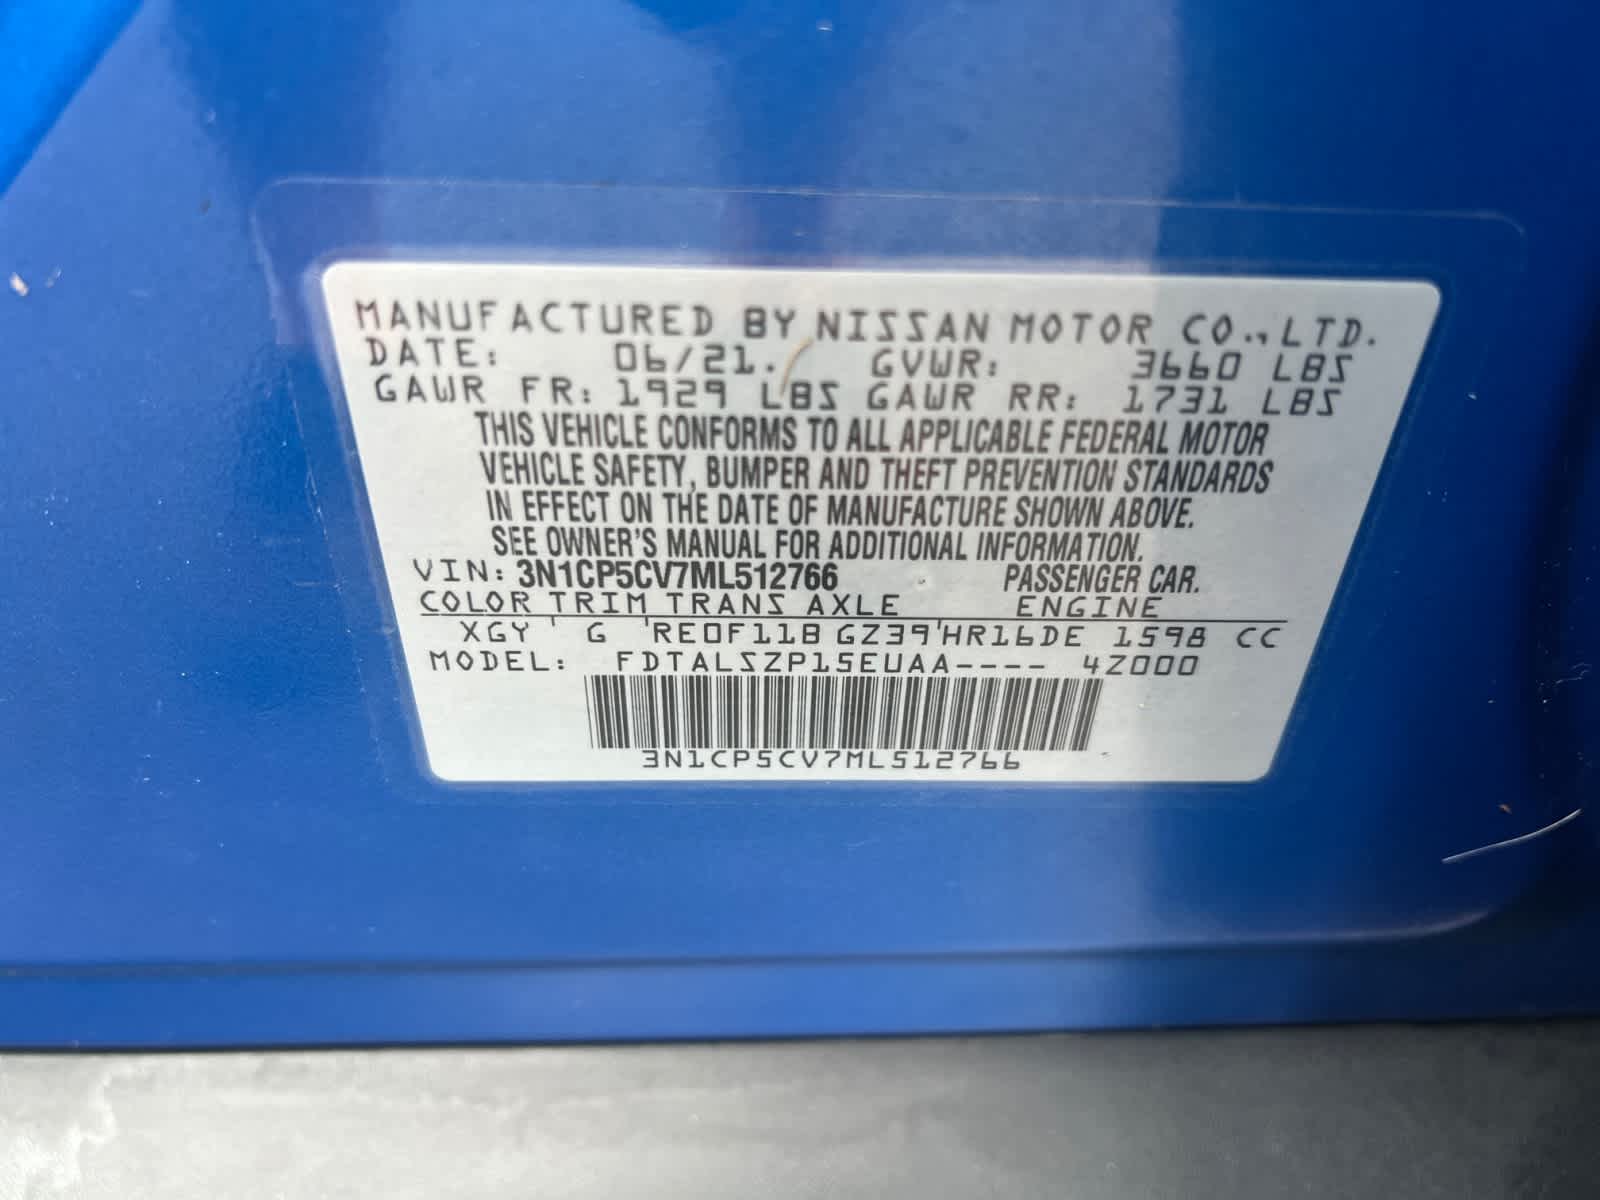 MANUFACTURED BY NISSAN MOTOR CO., LTD.
DATE: 06/21. GVWR: 3660 LBS
GAWR FR: 1929 LBS GAWR RR: 1731 LBS
THIS VEHICLE CONFORMS TO ALL APPLICABLE FEDERAL MOTOR
VEHICLE SAFETY, BUMPER AND THEFT PREVENTION STANDARDS
IN EFFECT ON THE DATE OF MANUFACTURE SHOWN ABOVE.
SEE OWNER'S MANUAL FOR ADDITIONAL INFORMATION.
VIN: 3N1CP5CV7ML512766 PASSENGER CAR.
COLOR TRIM TRANS AXLE ENGINE
XGY ' G 'RE0F11B GZ39'HR16DE 1598 CC
MODEL: FDTALSZP15EUAA---- 4Z000
3N1CP5CV7ML512766